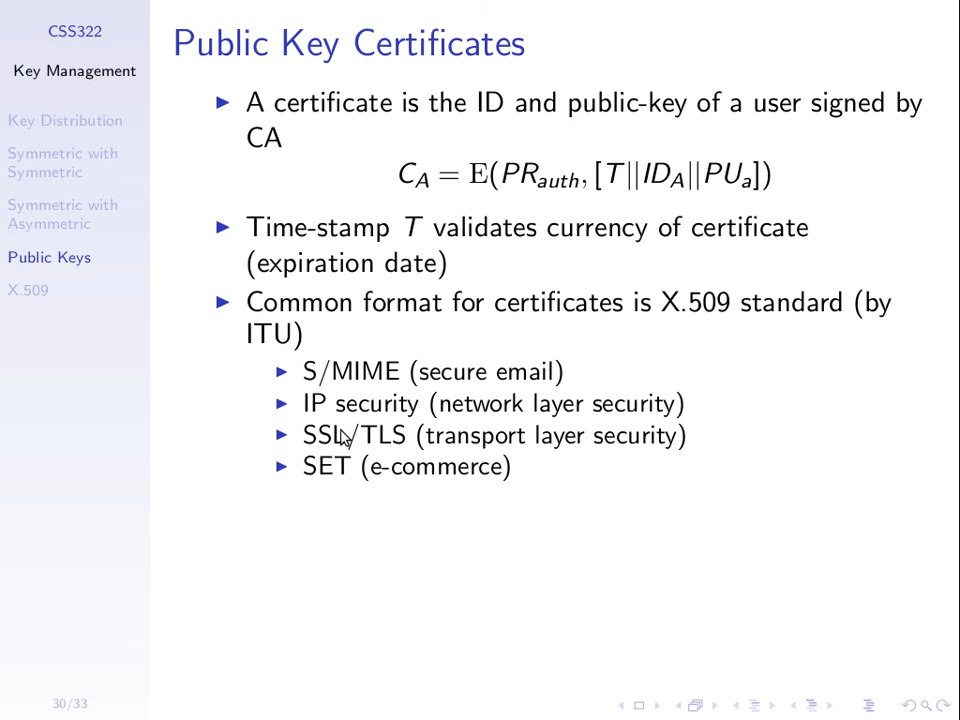 CSS322
Key Management
Key Distribution
Symmetric with
Symmetric
Symmetric with
Asymmetric
Public Keys
X.509
30/33
Public Key Certificates
A certificate is the ID and public-key of a user signed by
CA
C_A = E(PR_auth, [T||ID_A||PU_a])
Time-stamp T validates currency of certificate
(expiration date)
Common format for certificates is X.509 standard (by
ITU)
S/MIME (secure email)
IP security (network layer security)
SSL/TLS (transport layer security)
SET (e-commerce)